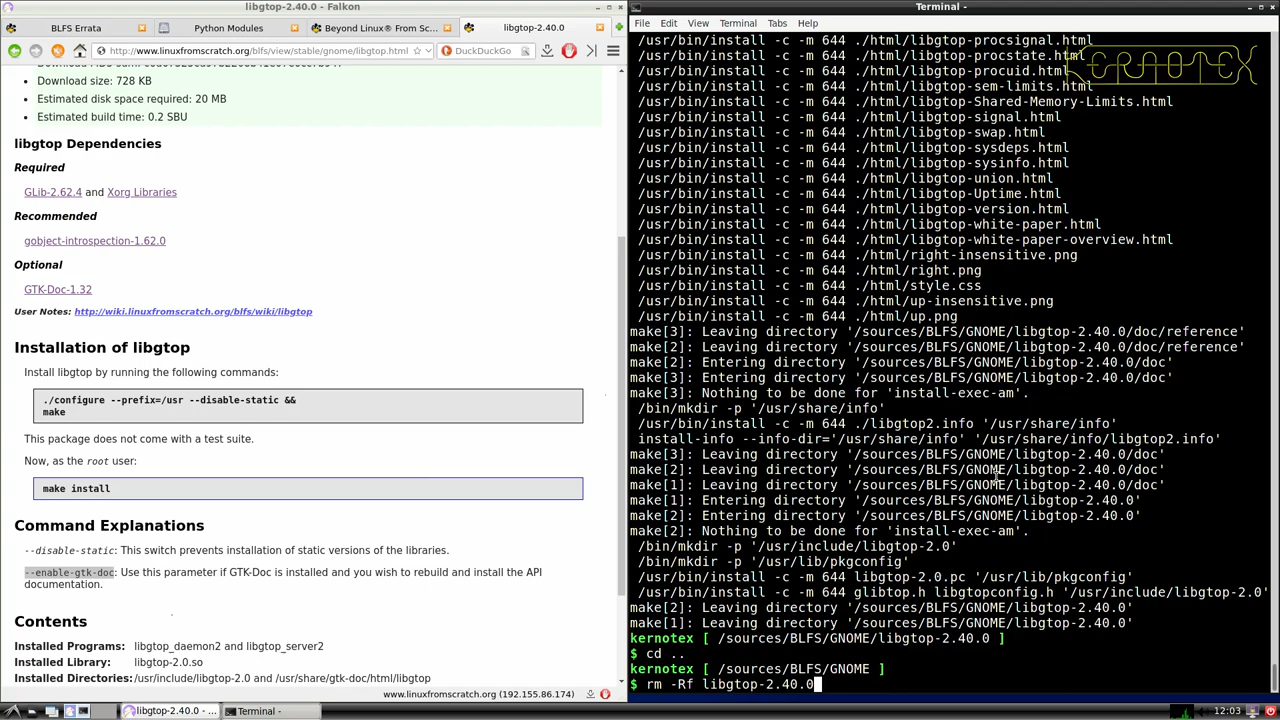 libgtop-2.40.0 - Falkon
BLFS Errata
Python Modules
Beyond Linux® From Sc...
libgtop-2.40.0
http://www.linuxfromscratch.org/blfs/view/stable/gnome/libgtop.html
DuckDuckGo
• Download size: 728 KB
• Estimated disk space required: 20 MB
• Estimated build time: 0.2 SBU
libgtop Dependencies
Required
GLib-2.62.4 and Xorg Libraries
Recommended
gobject-introspection-1.62.0
Optional
GTK-Doc-1.32
User Notes: http://wiki.linuxfromscratch.org/blfs/wiki/libgtop
Installation of libgtop
Install libgtop by running the following commands:
./configure --prefix=/usr --disable-static &&
make
This package does not come with a test suite.
Now, as the root user:
make install
Command Explanations
--disable-static: This switch prevents installation of static versions of the libraries.
--enable-gtk-doc: Use this parameter if GTK-Doc is installed and you wish to rebuild and install the API
documentation.
Contents
Installed Programs: libgtop_daemon2 and libgtop_server2
Installed Library: libgtop-2.0.so
Installed Directories: /usr/include/libgtop-2.0 and /usr/share/gtk-doc/html/libgtop
www.linuxfromscratch.org (192.155.86.174)
Terminal -
File Edit View Terminal Tabs Help
/usr/bin/install -c -m 644 ./html/libgtop-procsignal.html
/usr/bin/install -c -m 644 ./html/libgtop-procstate.html
/usr/bin/install -c -m 644 ./html/libgtop-procuid.html
/usr/bin/install -c -m 644 ./html/libgtop-sem-limits.html
/usr/bin/install -c -m 644 ./html/libgtop-Shared-Memory-Limits.html
/usr/bin/install -c -m 644 ./html/libgtop-signal.html
/usr/bin/install -c -m 644 ./html/libgtop-swap.html
/usr/bin/install -c -m 644 ./html/libgtop-sysdeps.html
/usr/bin/install -c -m 644 ./html/libgtop-sysinfo.html
/usr/bin/install -c -m 644 ./html/libgtop-union.html
/usr/bin/install -c -m 644 ./html/libgtop-Uptime.html
/usr/bin/install -c -m 644 ./html/libgtop-version.html
/usr/bin/install -c -m 644 ./html/libgtop-white-paper.html
/usr/bin/install -c -m 644 ./html/libgtop-white-paper-overview.html
/usr/bin/install -c -m 644 ./html/right-insensitive.png
/usr/bin/install -c -m 644 ./html/right.png
/usr/bin/install -c -m 644 ./html/style.css
/usr/bin/install -c -m 644 ./html/up-insensitive.png
/usr/bin/install -c -m 644 ./html/up.png
make[3]: Leaving directory '/sources/BLFS/GNOME/libgtop-2.40.0/doc/reference'
make[2]: Leaving directory '/sources/BLFS/GNOME/libgtop-2.40.0/doc/reference'
make[2]: Entering directory '/sources/BLFS/GNOME/libgtop-2.40.0/doc'
make[3]: Entering directory '/sources/BLFS/GNOME/libgtop-2.40.0/doc'
make[3]: Nothing to be done for 'install-exec-am'.
/bin/mkdir -p '/usr/share/info'
/usr/bin/install -c -m 644 ./libgtop2.info '/usr/share/info'
install-info --info-dir='/usr/share/info' '/usr/share/info/libgtop2.info'
make[3]: Leaving directory '/sources/BLFS/GNOME/libgtop-2.40.0/doc'
make[2]: Leaving directory '/sources/BLFS/GNOME/libgtop-2.40.0/doc'
make[1]: Leaving directory '/sources/BLFS/GNOME/libgtop-2.40.0/doc'
make[1]: Entering directory '/sources/BLFS/GNOME/libgtop-2.40.0'
make[2]: Entering directory '/sources/BLFS/GNOME/libgtop-2.40.0'
make[2]: Nothing to be done for 'install-exec-am'.
/bin/mkdir -p '/usr/include/libgtop-2.0'
/bin/mkdir -p '/usr/lib/pkgconfig'
/usr/bin/install -c -m 644 libgtop-2.0.pc '/usr/lib/pkgconfig'
/usr/bin/install -c -m 644 glibtop.h libgtopconfig.h '/usr/include/libgtop-2.0'
make[2]: Leaving directory '/sources/BLFS/GNOME/libgtop-2.40.0'
make[1]: Leaving directory '/sources/BLFS/GNOME/libgtop-2.40.0'
kernotex [ /sources/BLFS/GNOME/libgtop-2.40.0 ]
$ cd ..
kernotex [ /sources/BLFS/GNOME ]
$ rm -Rf libgtop-2.40.0
KERNOTEX
libgtop-2.40.0 - ...
Terminal -
12:03